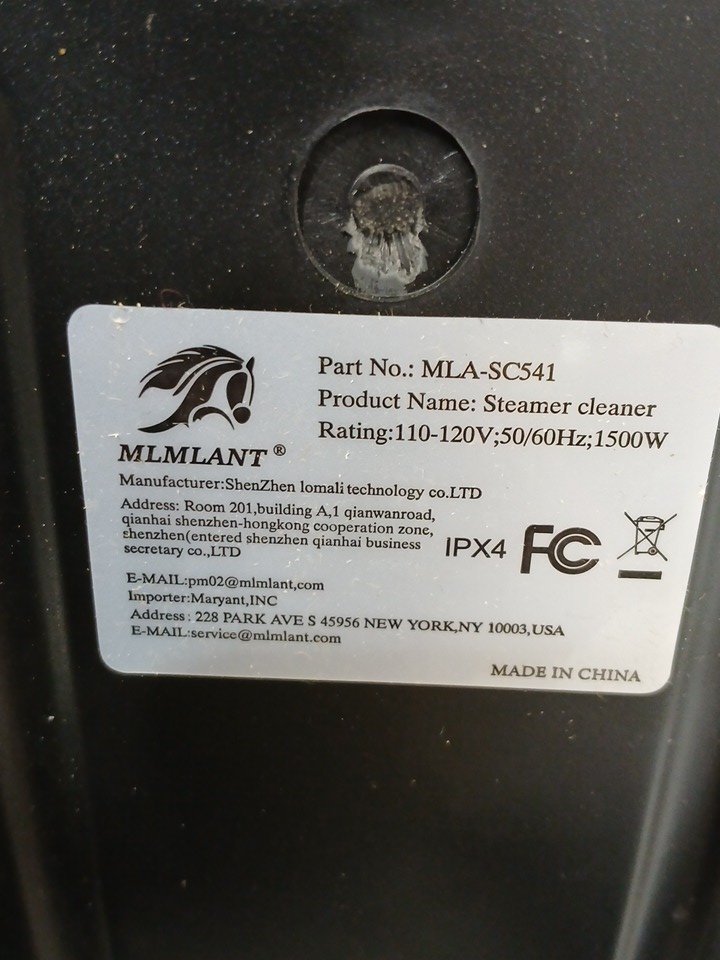 MLMLANT®
Part No.: MLA-SC541
Product Name: Steamer cleaner
Rating:110-120V;50/60Hz;1500W
Manufacturer:ShenZhen lomali technology co.LTD
Address: Room 201,building A,1 qianwanroad,
qianhai shenzhen-hongkong cooperation zone,
shenzhen(entered shenzhen qianhai business
secretary co.,LTD
IPX4 FC
E-MAIL:pm02@mlmlant,com
Importer:Maryant,INC
Address: 228 PARK AVE S 45956 NEW YORK,NY 10003,USA
E-MAIL:service@mlmlant.com
MADE IN CHINA